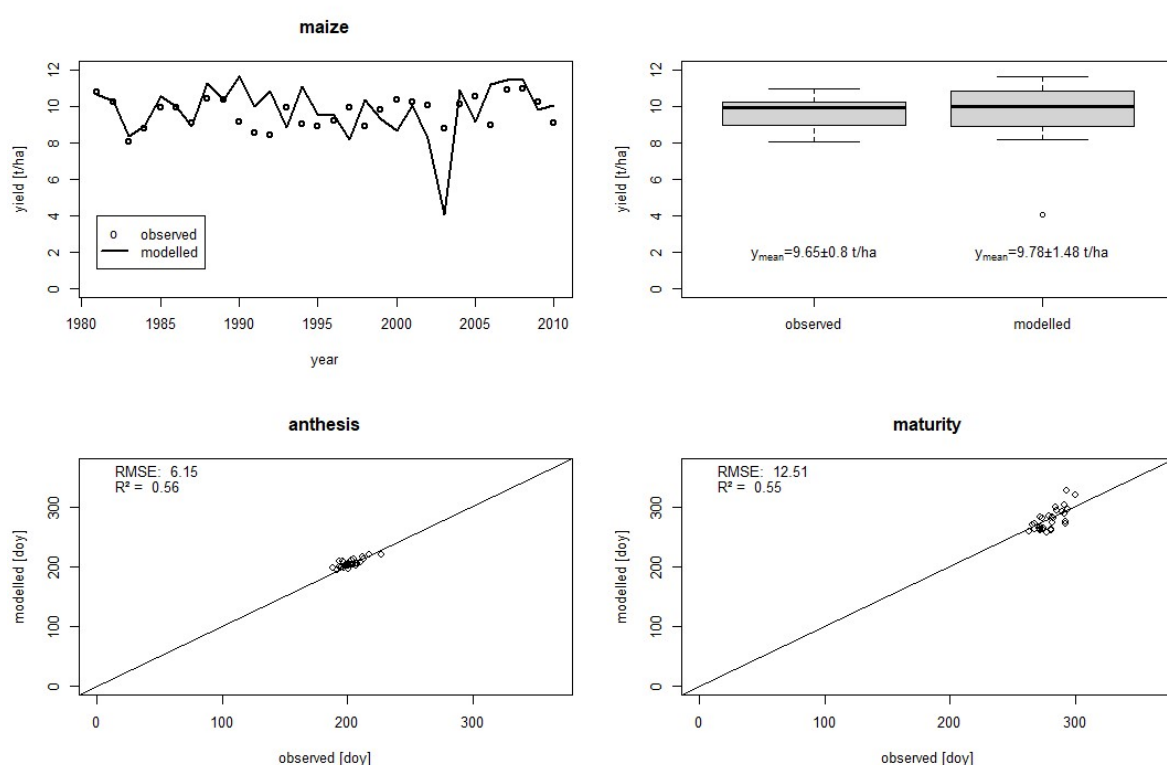 maize
yield [t/ha]
12
10
8
6
4
2
0
observed
modelled
1980 1985 1990 1995 2000 2005 2010
year
yield [t/ha]
12
10
8
6
4
2
0
ymean=9.65±0.8 t/ha ymean=9.78±1.48 t/ha
observed modelled
anthesis
RMSE: 6.15
R² = 0.56
modelled [doy]
300
200
100
0
0 100 200 300
observed [doy]
maturity
RMSE: 12.51
R² = 0.55
modelled [doy]
300
200
100
0
0 100 200 300
observed [doy]